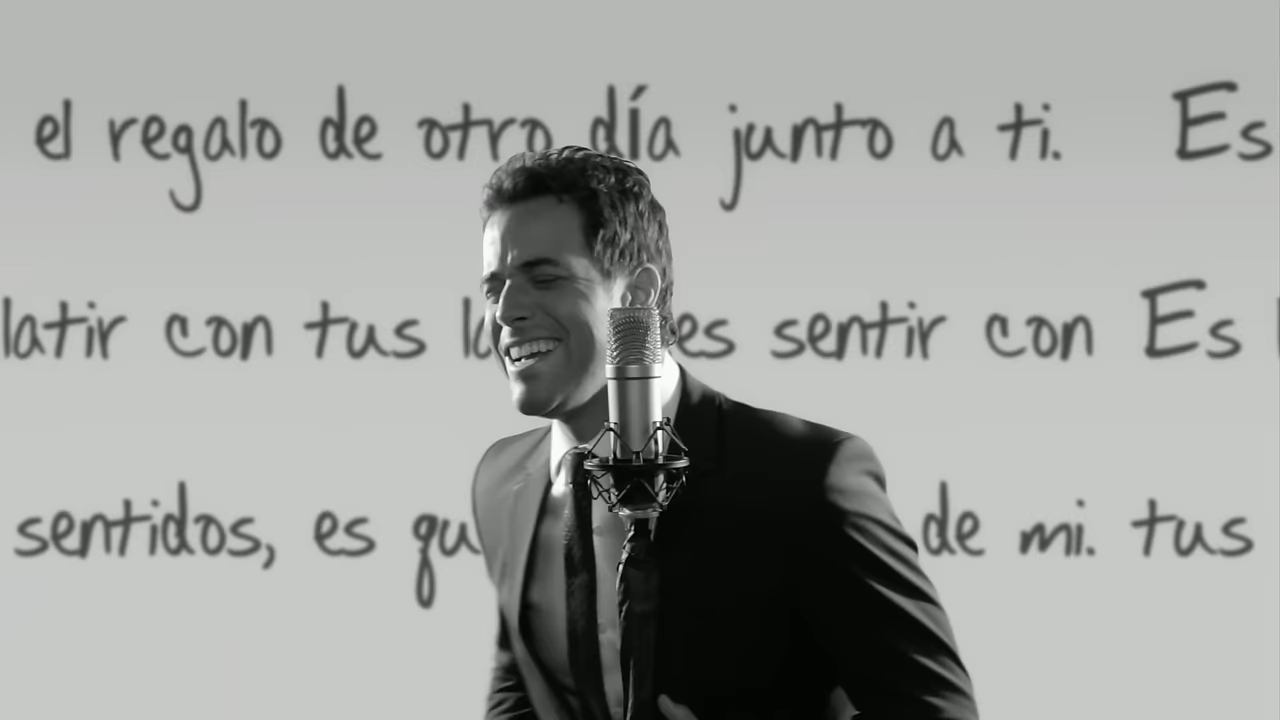 el regalo de otro día junto a ti. Es
latir con tus es sentir con Es
sentidos, es de mi. tus